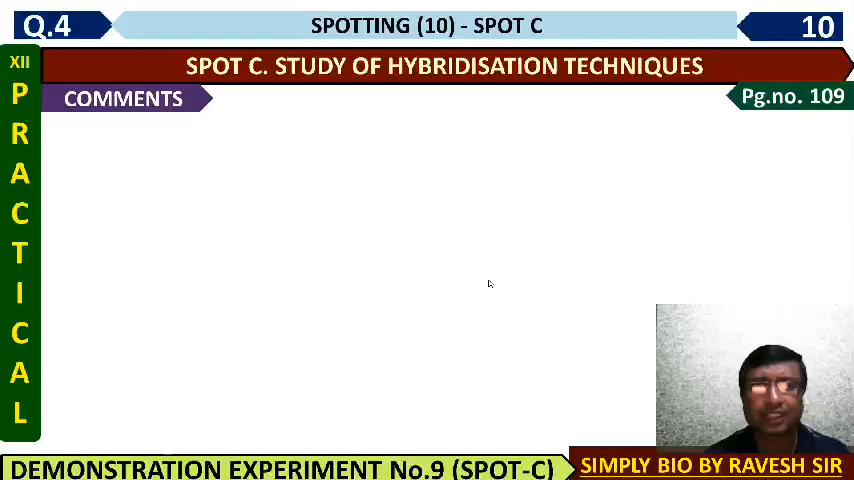 Q.4
SPOTTING (10) - SPOT C
10
XII
PRACTICAL
SPOT C. STUDY OF HYBRIDISATION TECHNIQUES
COMMENTS
Pg.no. 109
DEMONSTRATION EXPERIMENT No.9 (SPOT-C)
SIMPLY BIO BY RAVESH SIR